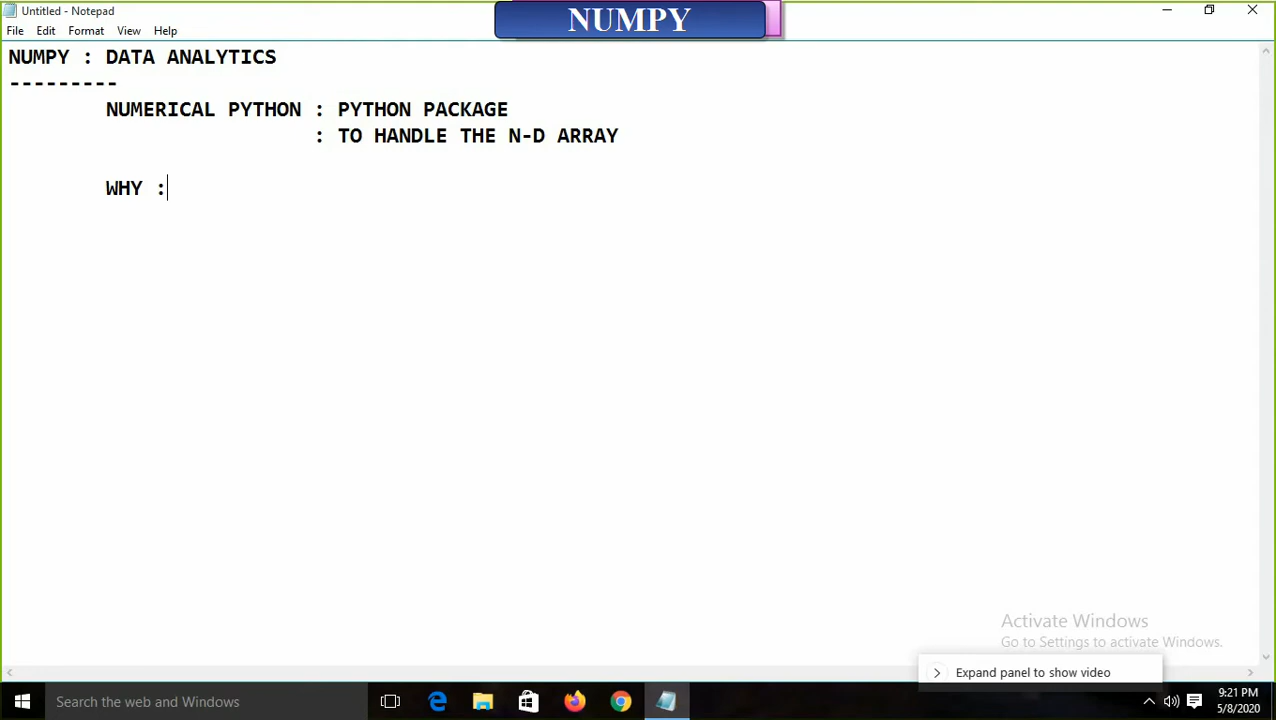 Untitled - Notepad
NUMPY
File Edit Format View Help
NUMPY : DATA ANALYTICS
---------
NUMERICAL PYTHON : PYTHON PACKAGE
: TO HANDLE THE N-D ARRAY
WHY :
Activate Windows
Go to Settings to activate Windows.
Expand panel to show video
Search the web and Windows
9:21 PM
5/8/2020